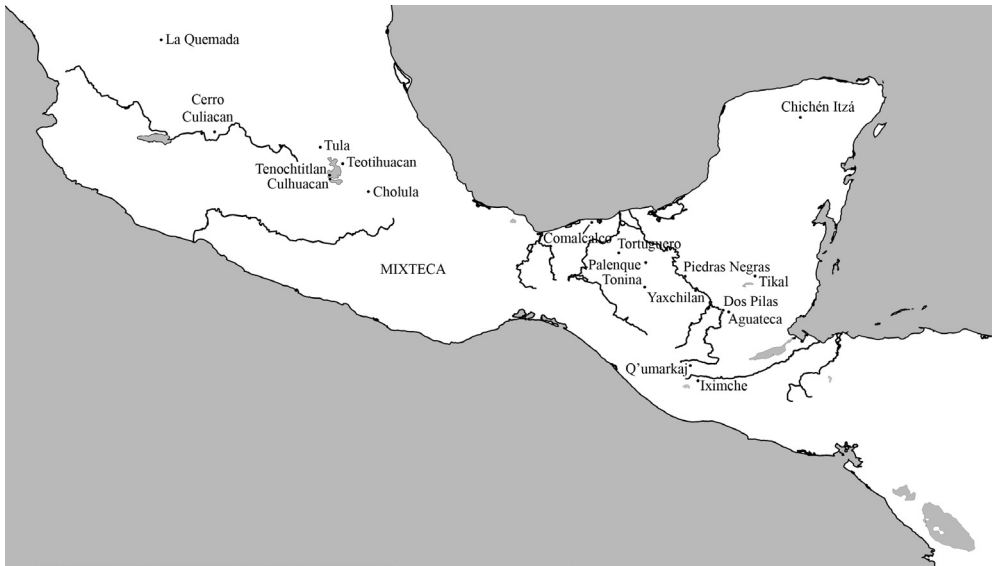 La Quemada
Cerro
Culiacan
Chichén Itzá
Tula
Teotihuacan
Tenochtitlan
Culhuacan
Cholula
Comalcalco
Tortuguero
MIXTECA
Palenque
Piedras Negras
Tonina
Tikal
Yaxchilan
Dos Pilas
Aguateca
Q'umarkaj
Iximche